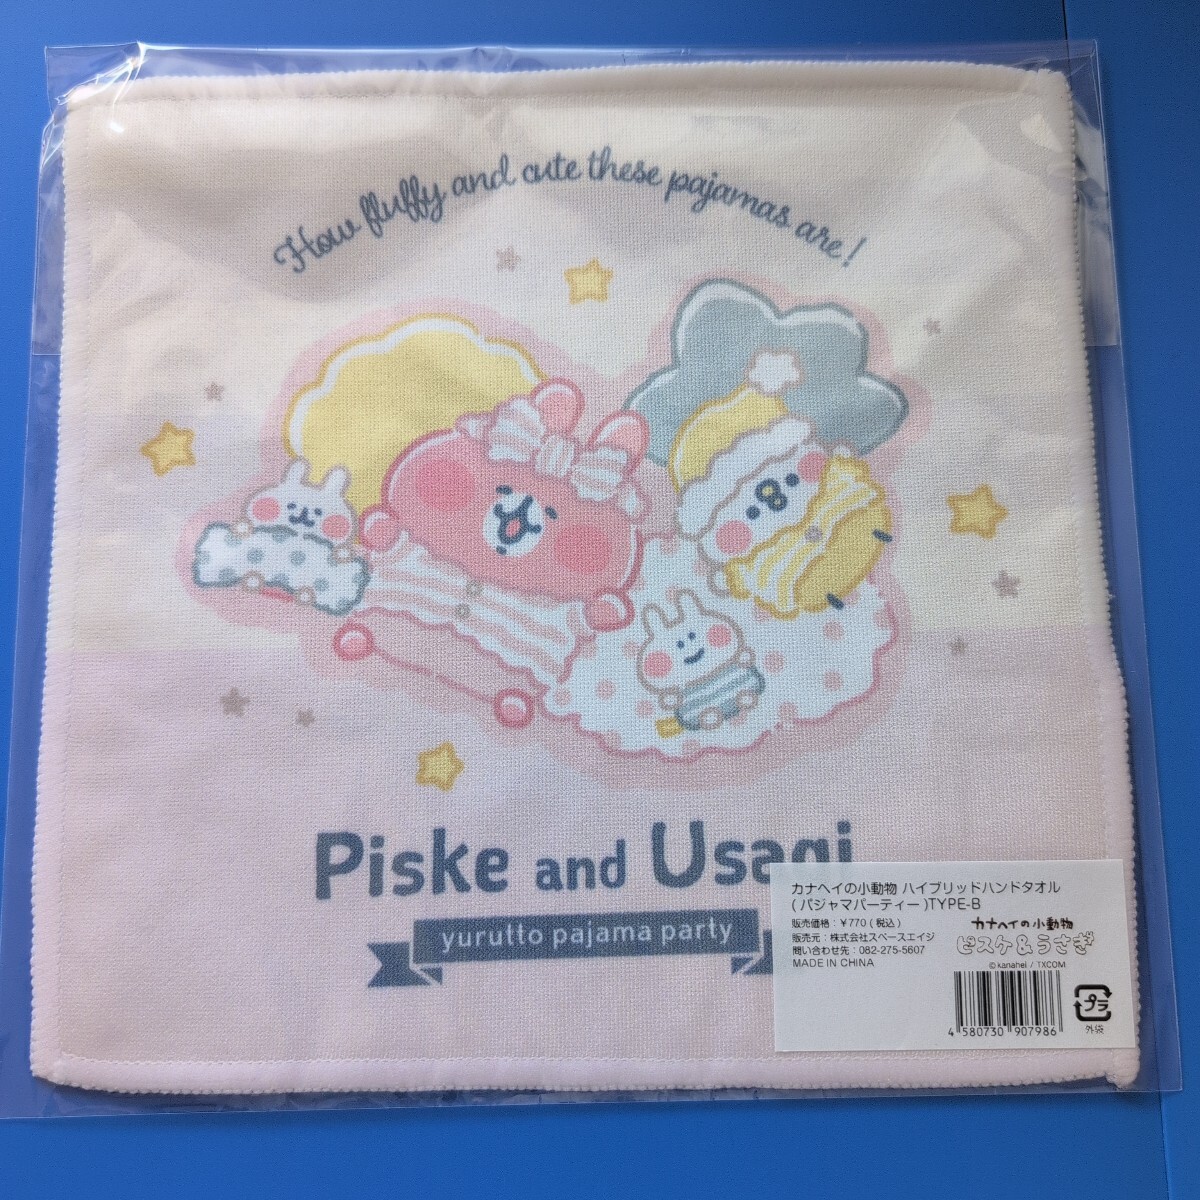 How fluffy and cute these pajamas are!
Piske and Usagi
yurutto pajama party
カナヘイの小動物 ハイブリッドハンドタオル
(パジャマパーティー)TYPE-B
販売価格：￥770(税込)
販売元：株式会社スペースエイジ
問い合わせ先：082-275-5607
MADE IN CHINA
カナヘイの小動物
ピスケ&うさぎ
©kanahei / TXCOM
4 580730 907986
プラ
外袋